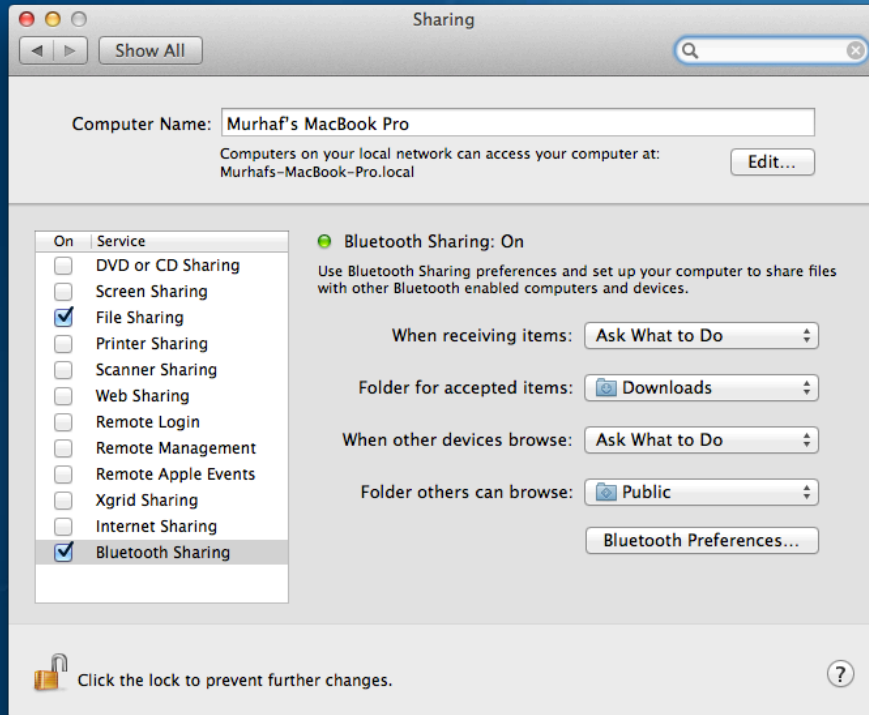 Sharing
Show All
Computer Name: Murhaf's MacBook Pro
Computers on your local network can access your computer at:
Murhafs-MacBook-Pro.local
Edit...
On Service
DVD or CD Sharing
Screen Sharing
File Sharing
Printer Sharing
Scanner Sharing
Web Sharing
Remote Login
Remote Management
Remote Apple Events
Xgrid Sharing
Internet Sharing
Bluetooth Sharing
Bluetooth Sharing: On
Use Bluetooth Sharing preferences and set up your computer to share files
with other Bluetooth enabled computers and devices.
When receiving items: Ask What to Do
Folder for accepted items: Downloads
When other devices browse: Ask What to Do
Folder others can browse: Public
Bluetooth Preferences...
Click the lock to prevent further changes.
?